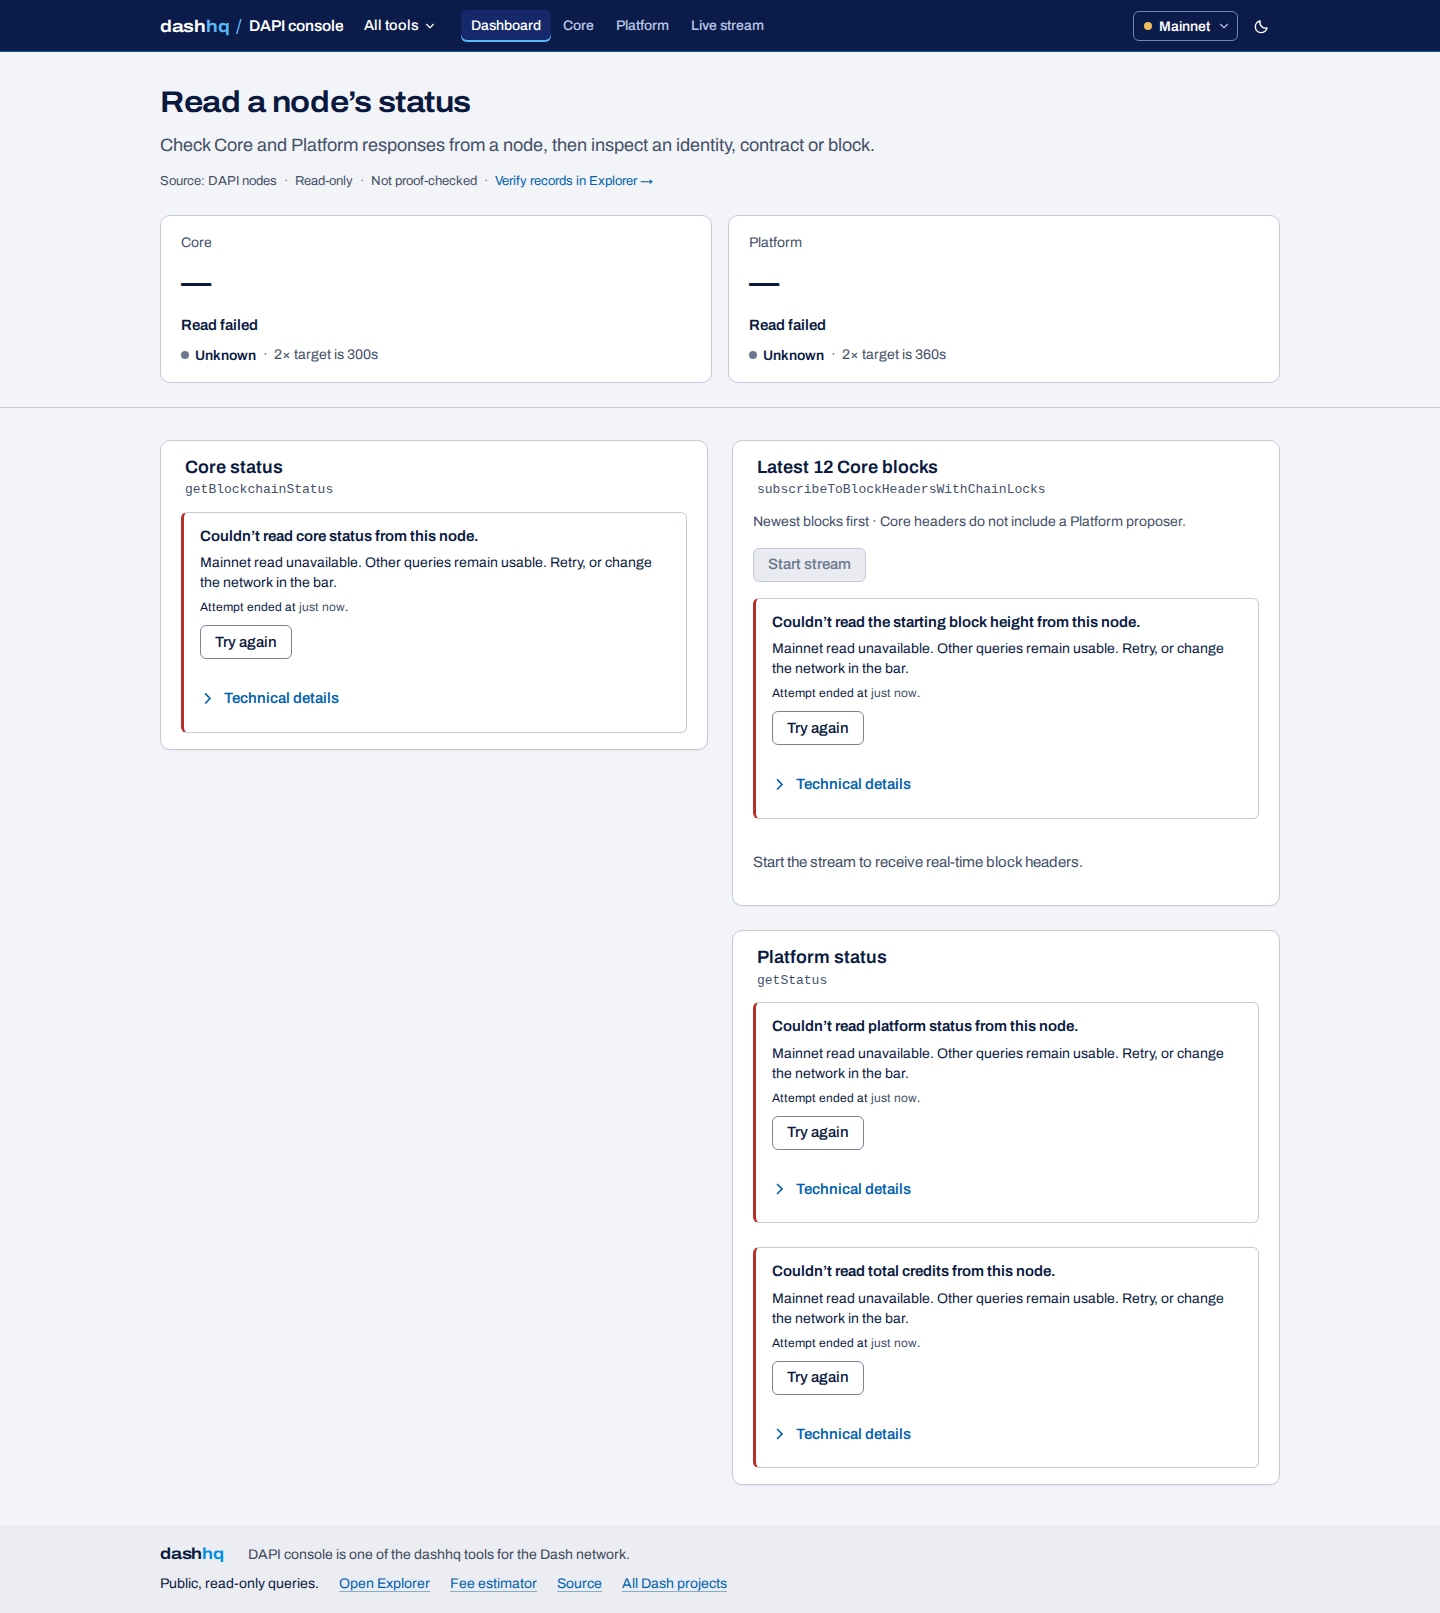 dashhq / DAPI console All tools Dashboard Core Platform Live stream Mainnet
Read a node’s status
Check Core and Platform responses from a node, then inspect an identity, contract or block.
Source: DAPI nodes · Read-only · Not proof-checked · Verify records in Explorer →
Core
—
Read failed
Unknown · 2× target is 300s
Platform
—
Read failed
Unknown · 2× target is 360s
Core status
getBlockchainStatus
Couldn’t read core status from this node.
Mainnet read unavailable. Other queries remain usable. Retry, or change
the network in the bar.
Attempt ended at just now.
Try again
Technical details
Latest 12 Core blocks
subscribeToBlockHeadersWithChainLocks
Newest blocks first · Core headers do not include a Platform proposer.
Start stream
Couldn’t read the starting block height from this node.
Mainnet read unavailable. Other queries remain usable. Retry, or change
the network in the bar.
Attempt ended at just now.
Try again
Technical details
Start the stream to receive real-time block headers.
Platform status
getStatus
Couldn’t read platform status from this node.
Mainnet read unavailable. Other queries remain usable. Retry, or change
the network in the bar.
Attempt ended at just now.
Try again
Technical details
Couldn’t read total credits from this node.
Mainnet read unavailable. Other queries remain usable. Retry, or change
the network in the bar.
Attempt ended at just now.
Try again
Technical details
dashhq DAPI console is one of the dashhq tools for the Dash network.
Public, read-only queries. Open Explorer Fee estimator Source All Dash projects